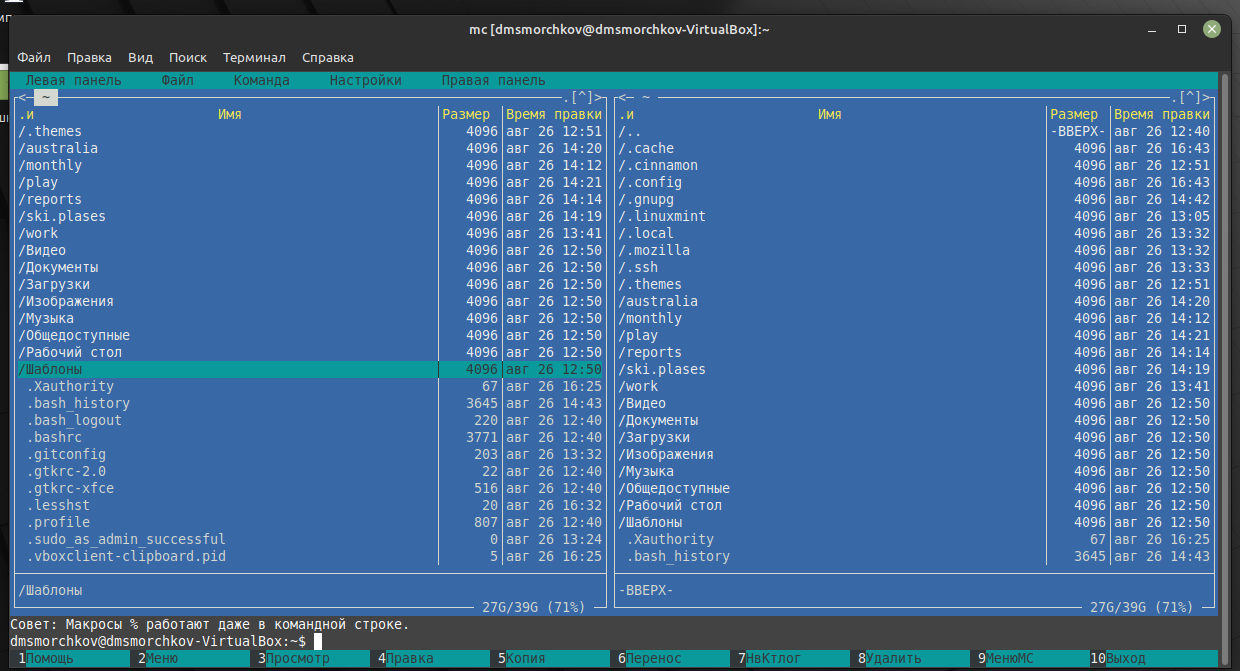 mc [dmsmorchkov@dmsmorchkov-VirtualBox]:~
Файл Правка Вид Поиск Терминал Справка
Левая панель Файл Команда Настройки Правая панель
<─ ~ .[^]> <─ ~ .[^]>
.и Имя Размер Время правки .и Имя Размер Время правки
/.themes 4096 авг 26 12:51 /.. -ВВЕРХ- авг 26 12:40
/australia 4096 авг 26 14:20 /.cache 4096 авг 26 16:43
/monthly 4096 авг 26 14:12 /.cinnamon 4096 авг 26 12:51
/play 4096 авг 26 14:21 /.config 4096 авг 26 16:43
/reports 4096 авг 26 14:14 /.gnupg 4096 авг 26 14:42
/ski.plases 4096 авг 26 14:19 /.linuxmint 4096 авг 26 13:05
/work 4096 авг 26 13:41 /.local 4096 авг 26 13:32
/Видео 4096 авг 26 12:50 /.mozilla 4096 авг 26 13:32
/Документы 4096 авг 26 12:50 /.ssh 4096 авг 26 13:33
/Загрузки 4096 авг 26 12:50 /.themes 4096 авг 26 12:51
/Изображения 4096 авг 26 12:50 /australia 4096 авг 26 14:20
/Музыка 4096 авг 26 12:50 /monthly 4096 авг 26 14:12
/Общедоступные 4096 авг 26 12:50 /play 4096 авг 26 14:21
/Рабочий стол 4096 авг 26 12:50 /reports 4096 авг 26 14:14
/Шаблоны 4096 авг 26 12:50 /ski.plases 4096 авг 26 14:19
.Xauthority 67 авг 26 16:25 /work 4096 авг 26 13:41
.bash_history 3645 авг 26 14:43 /Видео 4096 авг 26 12:50
.bash_logout 220 авг 26 12:40 /Документы 4096 авг 26 12:50
.bashrc 3771 авг 26 12:40 /Загрузки 4096 авг 26 12:50
.gitconfig 203 авг 26 13:32 /Изображения 4096 авг 26 12:50
.gtkrc-2.0 22 авг 26 12:40 /Музыка 4096 авг 26 12:50
.gtkrc-xfce 516 авг 26 12:40 /Общедоступные 4096 авг 26 12:50
.lesshst 20 авг 26 16:32 /Рабочий стол 4096 авг 26 12:50
.profile 807 авг 26 12:40 /Шаблоны 4096 авг 26 12:50
.sudo_as_admin_successful 0 авг 26 13:24 .Xauthority 67 авг 26 16:25
.vboxclient-clipboard.pid 5 авг 26 16:25 .bash_history 3645 авг 26 14:43
/Шаблоны -ВВЕРХ-
27G/39G (71%) 27G/39G (71%)
Совет: Макросы % работают даже в командной строке.
dmsmorchkov@dmsmorchkov-VirtualBox:~$
1Помощь 2Меню 3Просмотр 4Правка 5Копия 6Перенос 7НвКтлог 8Удалить 9МенюMC 10Выход